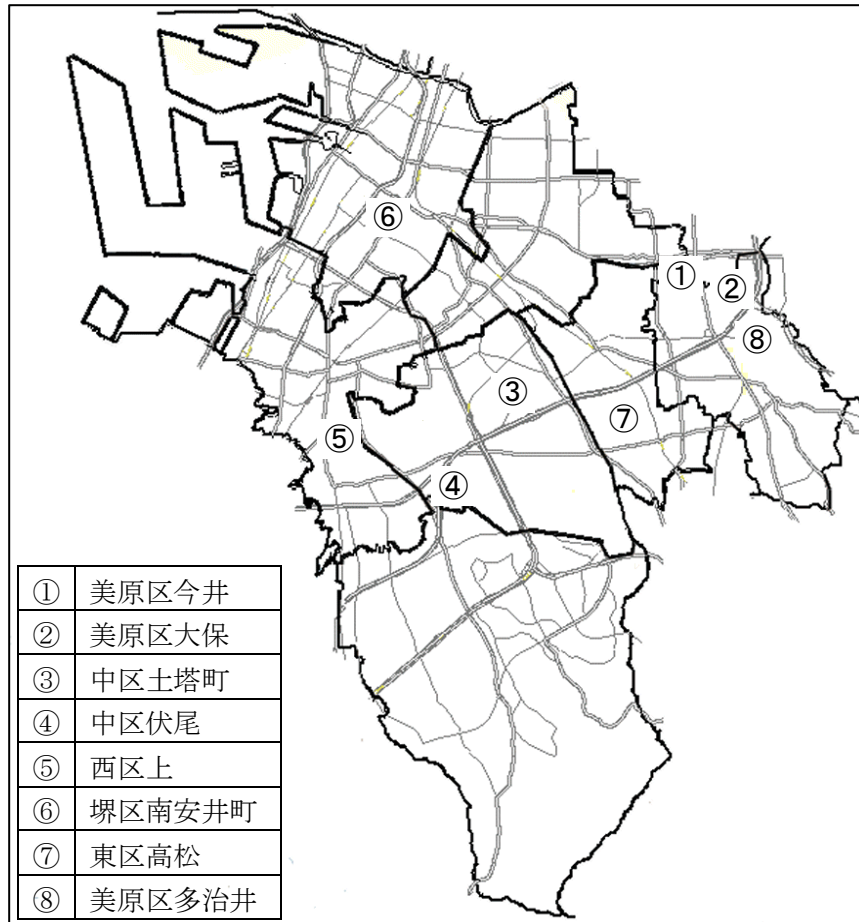 ①
②
⑥
⑧
③
⑦
⑤
④
① 美原区今井
② 美原区大保
③ 中区土塔町
④ 中区伏尾
⑤ 西区上
⑥ 堺区南安井町
⑦ 東区高松
⑧ 美原区多治井